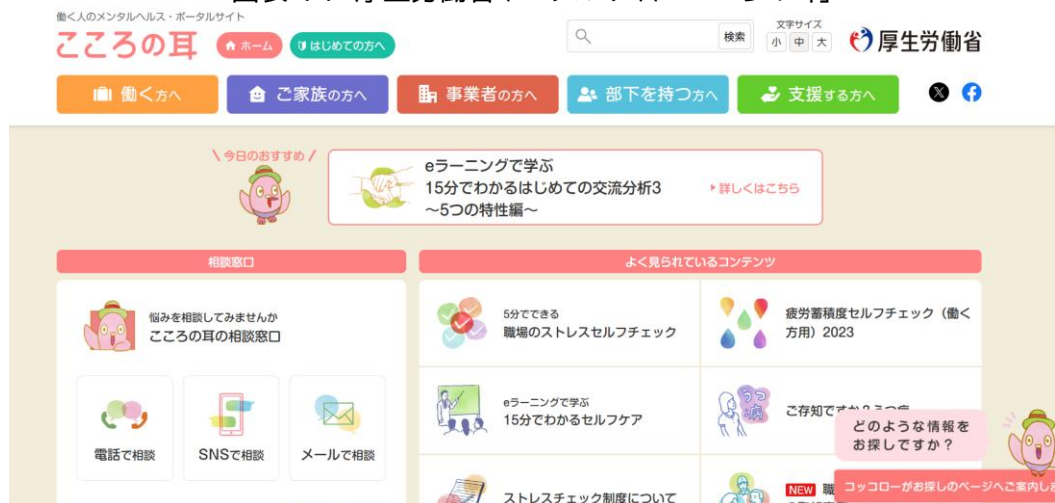 働く人のメンタルヘルス・ポータルサイト
こころの耳
ホーム
はじめての方へ
検索
文字サイズ
小 中 大
厚生労働省
働く方へ
ご家族の方へ
事業者の方へ
部下を持つ方へ
支援する方へ
今日のおすすめ
eラーニングで学ぶ
15分でわかるはじめての交流分析3
~5つの特性編~
詳しくはこちら
相談窓口
悩みを相談してみませんか
こころの耳の相談窓口
電話で相談
SNSで相談
メールで相談
よく見られているコンテンツ
5分でできる
職場のストレスセルフチェック
疲労蓄積度セルフチェック(働く
方用)2023
eラーニングで学ぶ
15分でわかるセルフケア
うつ病
ご存知ですか?うつ病
ストレスチェック制度について
NEW 職
どのような情報を
お探しですか?
コッコローがお探しのページへご案内しま